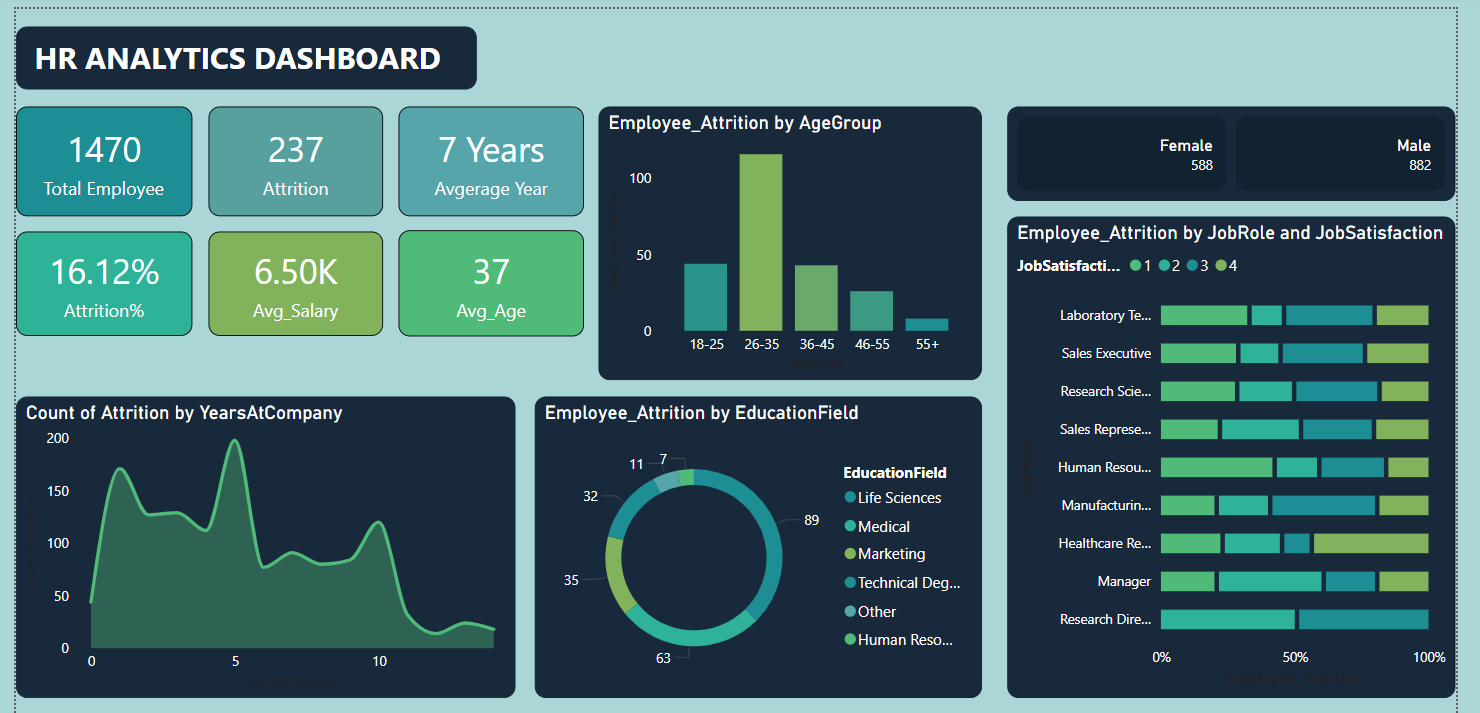 HR ANALYTICS DASHBOARD
1470
Total Employee
237
Attrition
7 Years
Avgerage Year
16.12%
Attrition%
6.50K
Avg_Salary
37
Avg_Age
Employee_Attrition by AgeGroup
100
50
0
18-25 26-35 36-45 46-55 55+
Female
588
Male
882
Employee_Attrition by JobRole and JobSatisfaction
JobSatisfacti... 1 2 3 4
Laboratory Te...
Sales Executive
Research Scie...
Sales Represe...
Human Resou...
Manufacturin...
Healthcare Re...
Manager
Research Dire...
0% 50% 100%
Count of Attrition by YearsAtCompany
200
150
100
50
0
0 5 10
Employee_Attrition by EducationField
7
11
32
89
35
63
EducationField
Life Sciences
Medical
Marketing
Technical Deg...
Other
Human Reso...